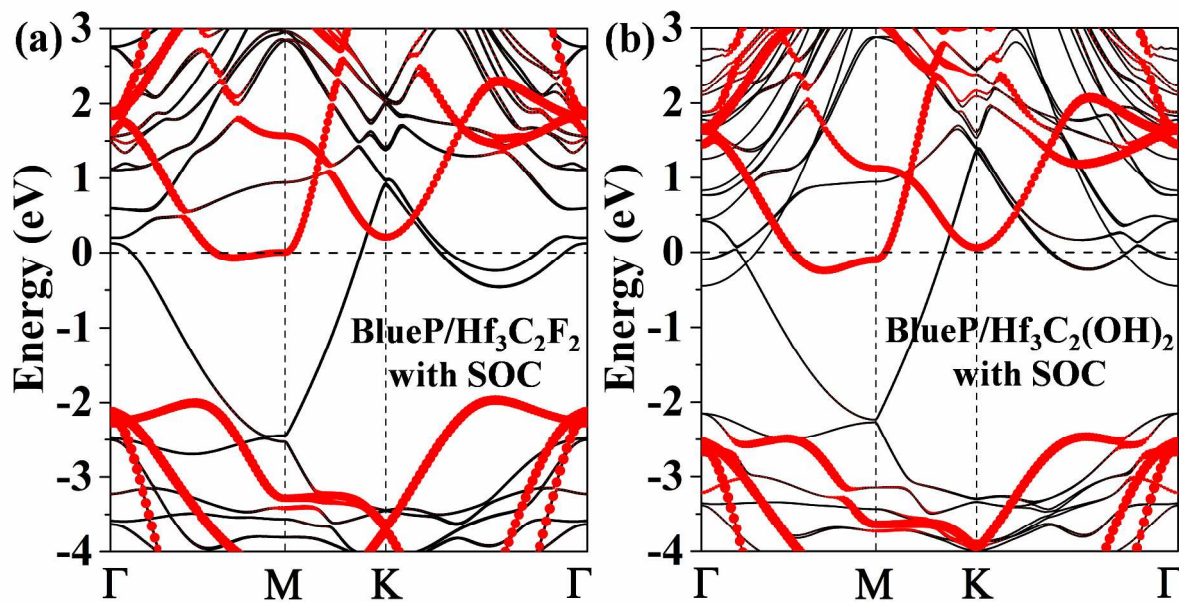 (a)
Energy (eV)
3
2
1
0
-1
-2
-3
-4
BlueP/Hf₃C₂F₂
with SOC
Γ M K Γ
(b)
Energy (eV)
3
2
1
0
-1
-2
-3
-4
BlueP/Hf₃C₂(OH)₂
with SOC
Γ M K Γ